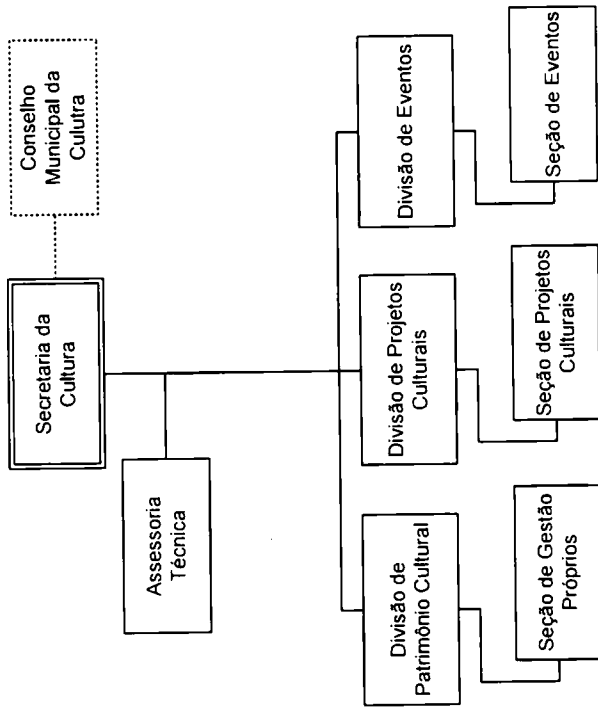 Secretaria da
Cultura
Conselho
Municipal da
Culutra
Assessoria
Técnica
Divisão de
Patrimônio Cultural
Divisão de Projetos
Culturais
Divisão de Eventos
Seção de Gestão
Próprios
Seção de Projetos
Culturais
Seção de Eventos